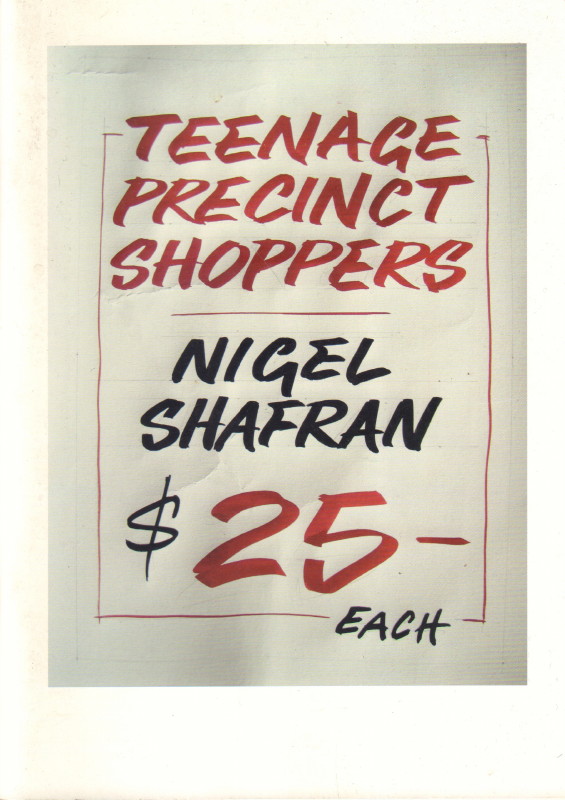 TEENAGE
PRECINCT
SHOPPERS
NIGEL
SHAFRAN
$ 25-
EACH